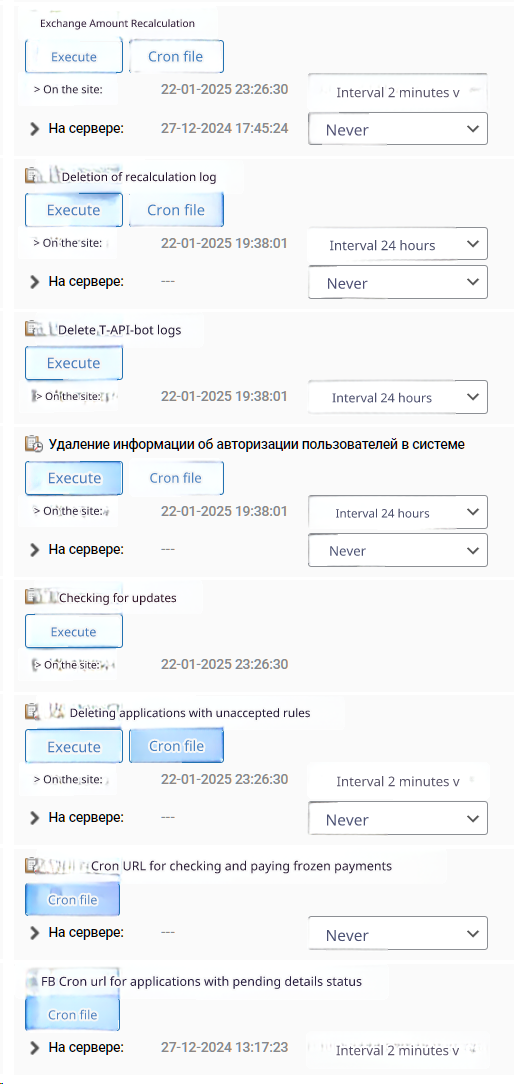 Exchange Amount Recalculation
Execute Cron file
> On the site: 22-01-2025 23:26:30 Interval 2 minutes v
На сервере: 27-12-2024 17:45:24 Never
Deletion of recalculation log
Execute Cron file
> On the site: 22-01-2025 19:38:01 Interval 24 hours
На сервере: --- Never
Delete T-API-bot logs
Execute
> On the site: 22-01-2025 19:38:01 Interval 24 hours
Удаление информации об авторизации пользователей в системе
Execute Cron file
> On the site: 22-01-2025 19:38:01 Interval 24 hours
На сервере: --- Never
Checking for updates
Execute
> On the site: 22-01-2025 23:26:30
Deleting applications with unaccepted rules
Execute Cron file
> On the site: 22-01-2025 23:26:30 Interval 2 minutes v
На сервере: --- Never
Cron URL for checking and paying frozen payments
Cron file
На сервере: --- Never
FB Cron url for applications with pending details status
Cron file
На сервере: 27-12-2024 13:17:23 Interval 2 minutes v